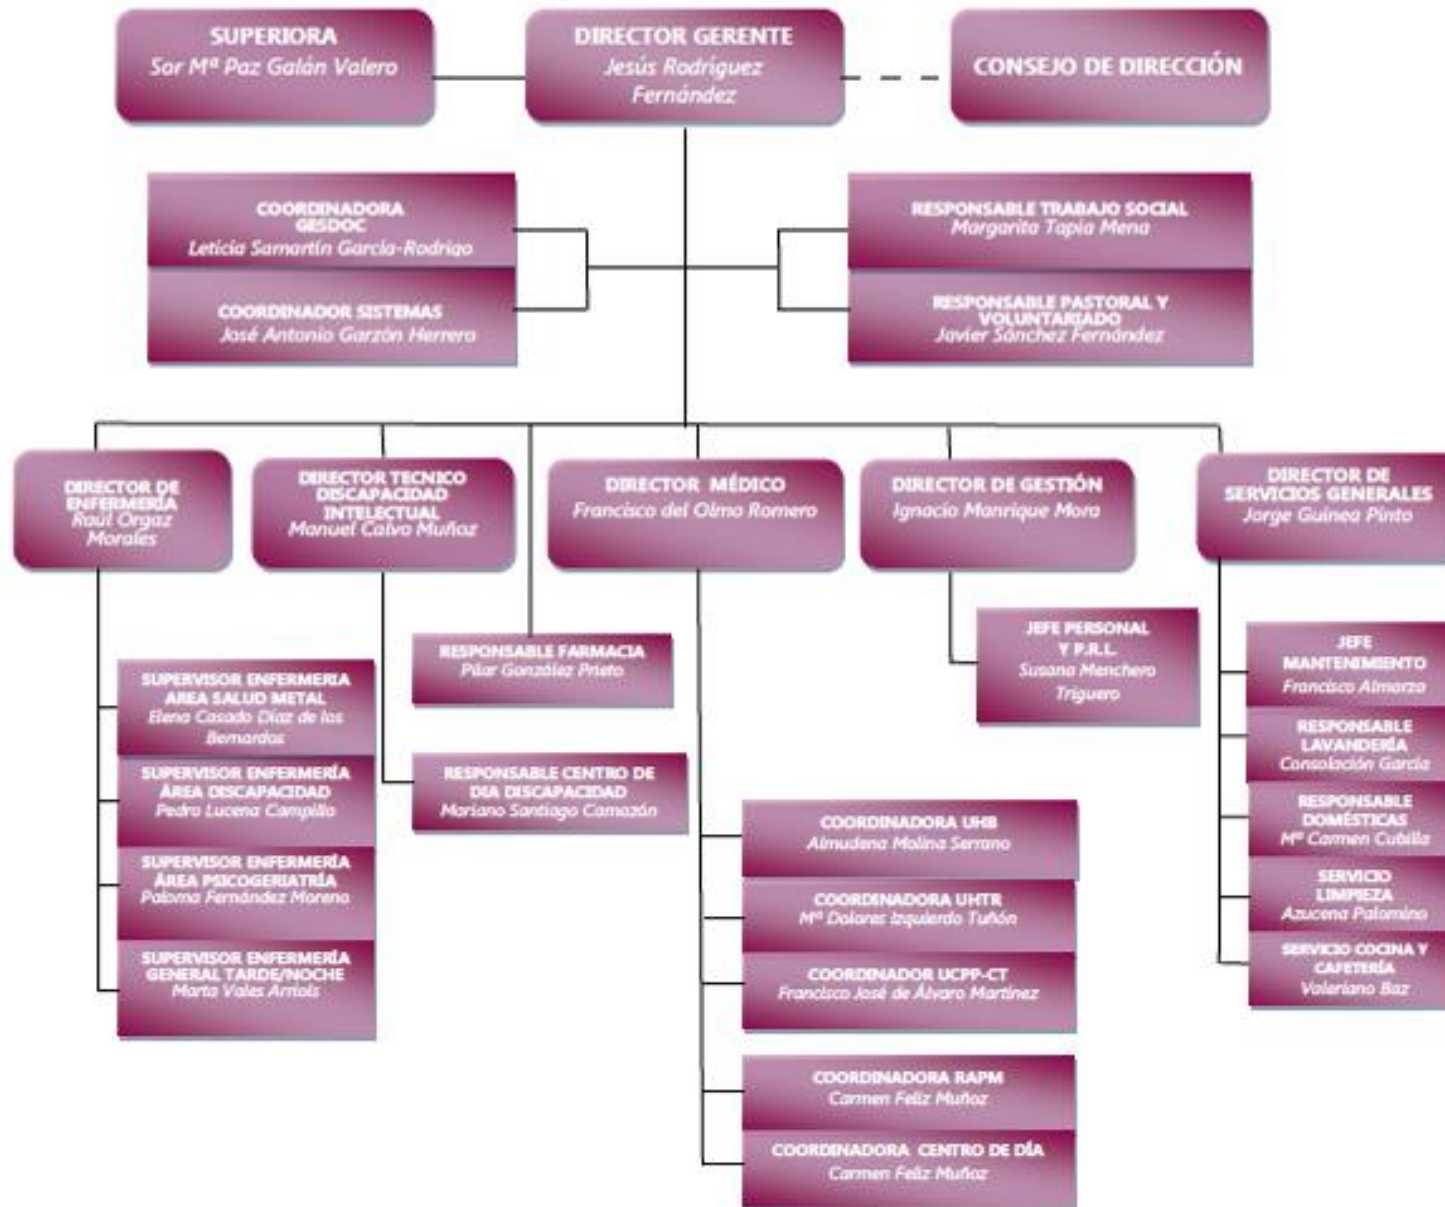 SUPERIORA
Sor Mª Paz Galán Valero
DIRECTOR GERENTE
Jesús Rodríguez
Fernández
CONSEJO DE DIRECCIÓN
COORDINADORA
GESDOC
Leticia Samartín García-Rodrigo
COORDINADOR SISTEMAS
José Antonio Garzón Herrero
RESPONSABLE TRABAJO SOCIAL
Margarita Tapia Mena
RESPONSABLE PASTORAL Y
VOLUNTARIADO
Javier Sánchez Fernández
DIRECTOR DE
ENFERMERÍA
Raúl Orgaz
Morales
DIRECTOR TECNICO
DISCAPACIDAD
INTELECTUAL
Manuel Calvo Muñoz
DIRECTOR MÉDICO
Francisco del Olmo Romero
DIRECTOR DE GESTIÓN
Ignacio Manrique Mora
DIRECTOR DE
SERVICIOS GENERALES
Jorge Guinea Pinto
SUPERVISOR ENFERMERIA
AREA SALUD METAL
Elena Casado Díaz de los
Bernardos
SUPERVISOR ENFERMERÍA
ÁREA DISCAPACIDAD
Pedro Lucena Campillo
SUPERVISOR ENFERMERÍA
ÁREA PSICOGERIATRÍA
Paloma Fernández Moreno
SUPERVISOR ENFERMERÍA
GENERAL TARDE/NOCHE
Marta Vales Arriols
RESPONSABLE FARMACIA
Pilar González Prieto
RESPONSABLE CENTRO DE
DIA DISCAPACIDAD
Mariano Santiago Camazón
COORDINADORA UHB
Almudena Molina Serrano
COORDINADORA UHTR
Mª Dolores Izquierdo Tuñón
COORDINADOR UCPP-CT
Francisco José de Álvaro Martínez
COORDINADORA RAPM
Carmen Feliz Muñoz
COORDINADORA CENTRO DE DÍA
Carmen Feliz Muñoz
JEFE PERSONAL
Y P.R.L.
Susana Menchero
Triguero
JEFE
MANTENIMIENTO
Francisco Almarza
RESPONSABLE
LAVANDERÍA
Consolación García
RESPONSABLE
DOMÉSTICAS
Mª Carmen Cubilla
SERVICIO
LIMPIEZA
Azucena Palomino
SERVICIO COCINA Y
CAFETERÍA
Valeriano Baz